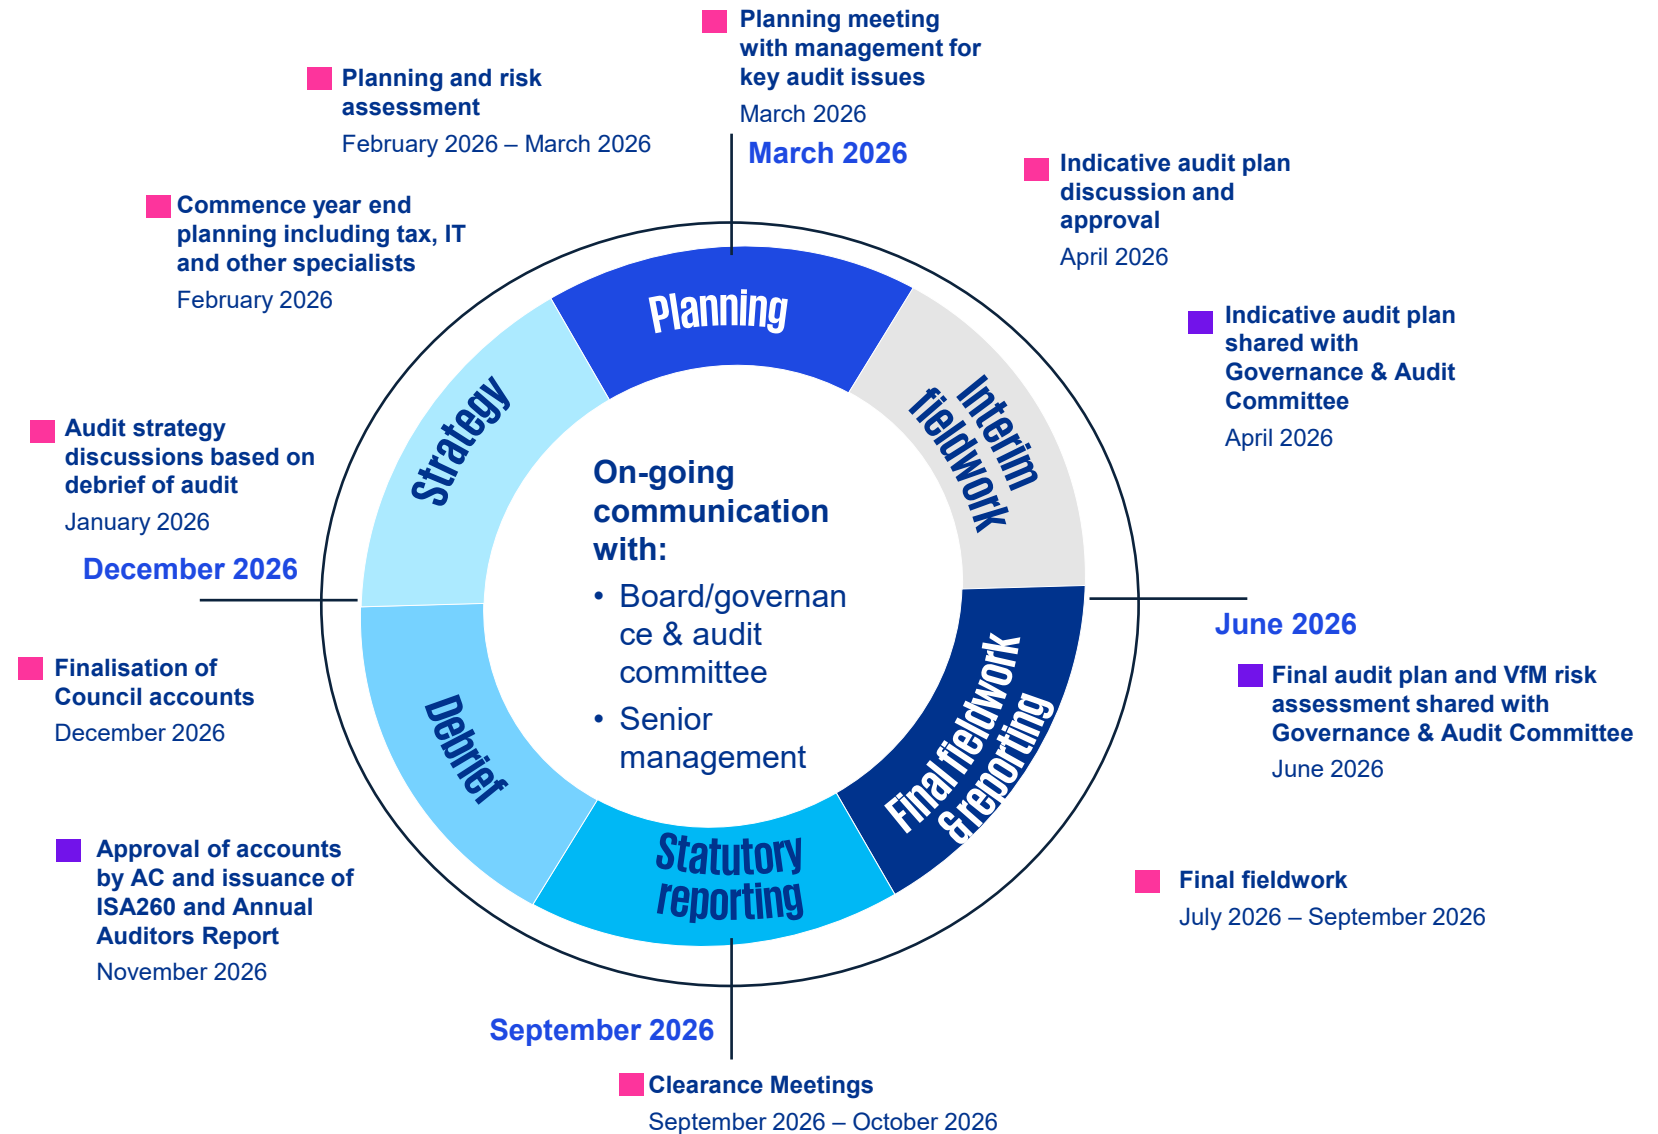 Planning meeting
with management for
key audit issues
March 2026
March 2026
Planning and risk
assessment
February 2026 – March 2026
Indicative audit plan
discussion and
approval
April 2026
Commence year end
planning including tax, IT
and other specialists
February 2026
Indicative audit plan
shared with
Governance & Audit
Committee
April 2026
Audit strategy
discussions based on
debrief of audit
January 2026
December 2026
June 2026
Final audit plan and VfM risk
assessment shared with
Governance & Audit Committee
June 2026
Finalisation of
Council accounts
December 2026
Final fieldwork
July 2026 – September 2026
Approval of accounts
by AC and issuance of
ISA260 and Annual
Auditors Report
November 2026
September 2026
Clearance Meetings
September 2026 – October 2026
Planning
Interim
fieldwork
Final fieldwork
& reporting
Statutory
reporting
Debrief
Strategy
On-going
communication
with:
• Board/governan
ce & audit
committee
• Senior
management